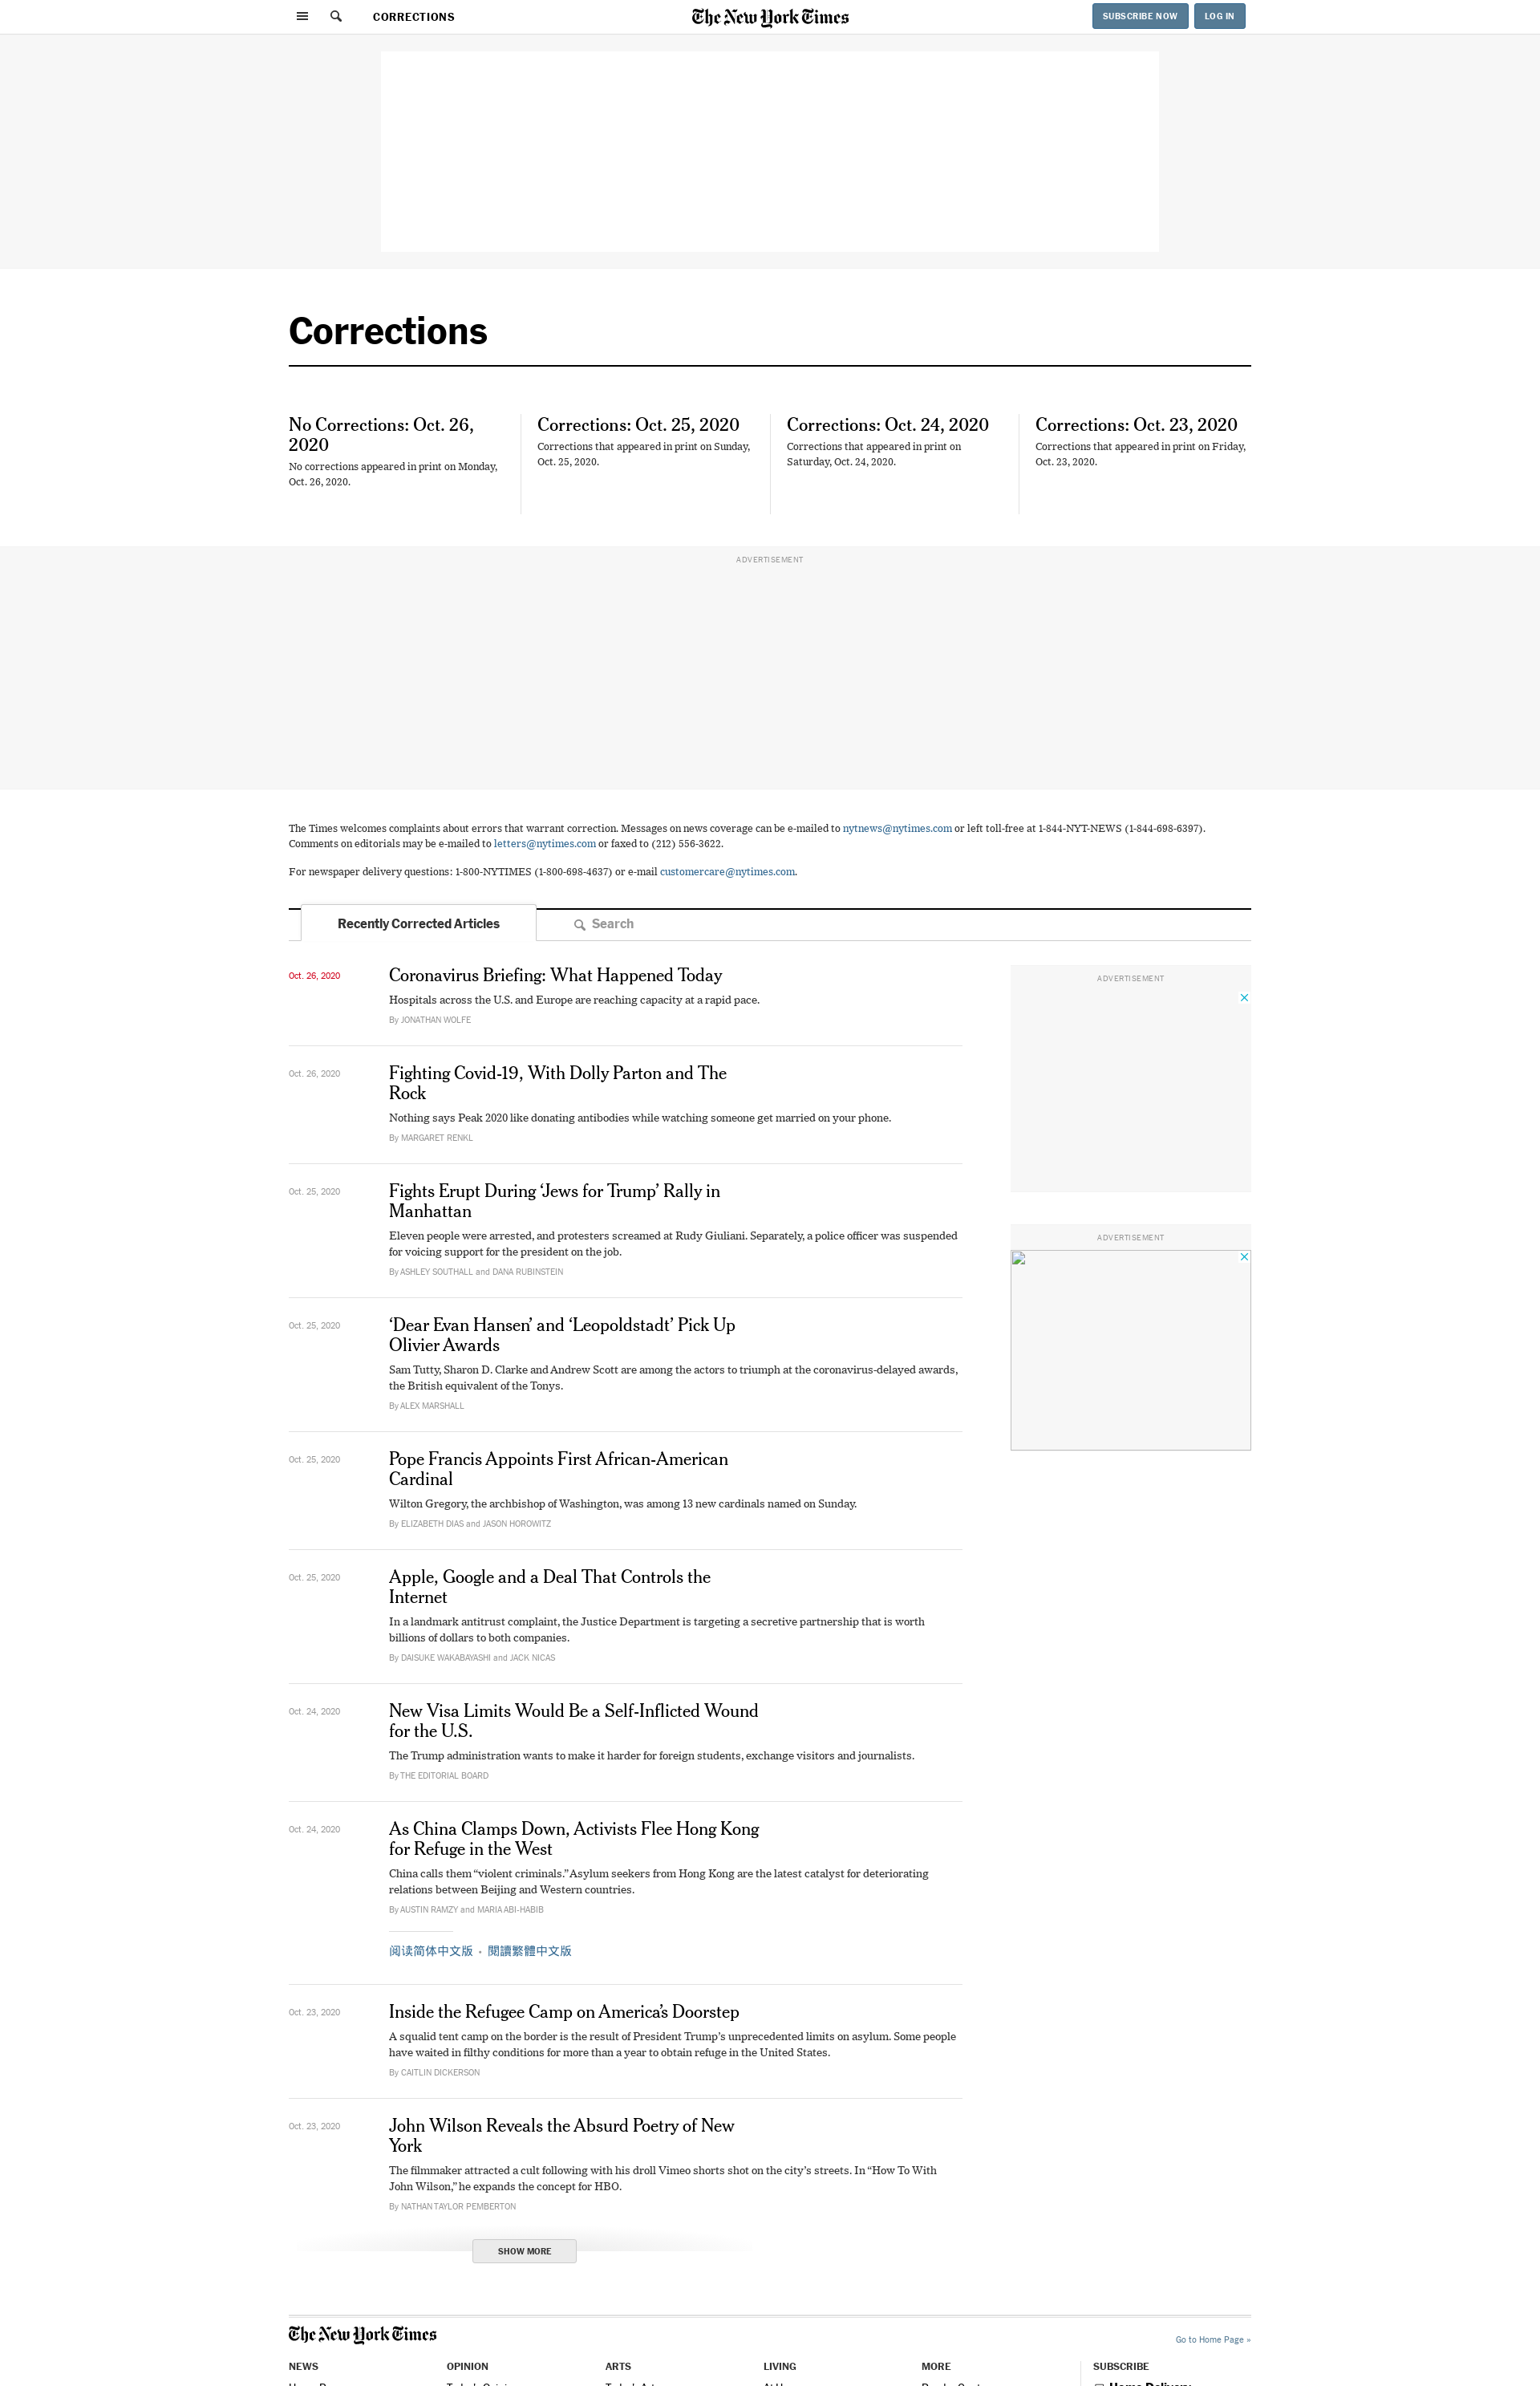 CORRECTIONS
The New York Times
SUBSCRIBE NOW
LOG IN
Corrections
No Corrections: Oct. 26,
2020
No corrections appeared in print on Monday,
Oct. 26, 2020.
Corrections: Oct. 25, 2020
Corrections that appeared in print on Sunday,
Oct. 25, 2020.
Corrections: Oct. 24, 2020
Corrections that appeared in print on
Saturday, Oct. 24, 2020.
Corrections: Oct. 23, 2020
Corrections that appeared in print on Friday,
Oct. 23, 2020.
ADVERTISEMENT
The Times welcomes complaints about errors that warrant correction. Messages on news coverage can be e-mailed to nytnews@nytimes.com or left toll-free at 1-844-NYT-NEWS (1-844-698-6397).
Comments on editorials may be e-mailed to letters@nytimes.com or faxed to (212) 556-3622.
For newspaper delivery questions: 1-800-NYTIMES (1-800-698-4637) or e-mail customercare@nytimes.com.
Recently Corrected Articles
Search
Oct. 26, 2020
Coronavirus Briefing: What Happened Today
Hospitals across the U.S. and Europe are reaching capacity at a rapid pace.
By JONATHAN WOLFE
Oct. 26, 2020
Fighting Covid-19, With Dolly Parton and The
Rock
Nothing says Peak 2020 like donating antibodies while watching someone get married on your phone.
By MARGARET RENKL
Oct. 25, 2020
Fights Erupt During ‘Jews for Trump’ Rally in
Manhattan
Eleven people were arrested, and protesters screamed at Rudy Giuliani. Separately, a police officer was suspended
for voicing support for the president on the job.
By ASHLEY SOUTHALL and DANA RUBINSTEIN
Oct. 25, 2020
‘Dear Evan Hansen’ and ‘Leopoldstadt’ Pick Up
Olivier Awards
Sam Tutty, Sharon D. Clarke and Andrew Scott are among the actors to triumph at the coronavirus-delayed awards,
the British equivalent of the Tonys.
By ALEX MARSHALL
Oct. 25, 2020
Pope Francis Appoints First African-American
Cardinal
Wilton Gregory, the archbishop of Washington, was among 13 new cardinals named on Sunday.
By ELIZABETH DIAS and JASON HOROWITZ
Oct. 25, 2020
Apple, Google and a Deal That Controls the
Internet
In a landmark antitrust complaint, the Justice Department is targeting a secretive partnership that is worth
billions of dollars to both companies.
By DAISUKE WAKABAYASHI and JACK NICAS
Oct. 24, 2020
New Visa Limits Would Be a Self-Inflicted Wound
for the U.S.
The Trump administration wants to make it harder for foreign students, exchange visitors and journalists.
By THE EDITORIAL BOARD
Oct. 24, 2020
As China Clamps Down, Activists Flee Hong Kong
for Refuge in the West
China calls them “violent criminals.” Asylum seekers from Hong Kong are the latest catalyst for deteriorating
relations between Beijing and Western countries.
By AUSTIN RAMZY and MARIA ABI-HABIB
阅读简体中文版 • 閱讀繁體中文版
Oct. 23, 2020
Inside the Refugee Camp on America’s Doorstep
A squalid tent camp on the border is the result of President Trump’s unprecedented limits on asylum. Some people
have waited in filthy conditions for more than a year to obtain refuge in the United States.
By CAITLIN DICKERSON
Oct. 23, 2020
John Wilson Reveals the Absurd Poetry of New
York
The filmmaker attracted a cult following with his droll Vimeo shorts shot on the city’s streets. In “How To With
John Wilson,” he expands the concept for HBO.
By NATHAN TAYLOR PEMBERTON
SHOW MORE
ADVERTISEMENT
ADVERTISEMENT
The New York Times
Go to Home Page »
NEWS
OPINION
ARTS
LIVING
MORE
SUBSCRIBE
Home Delivery